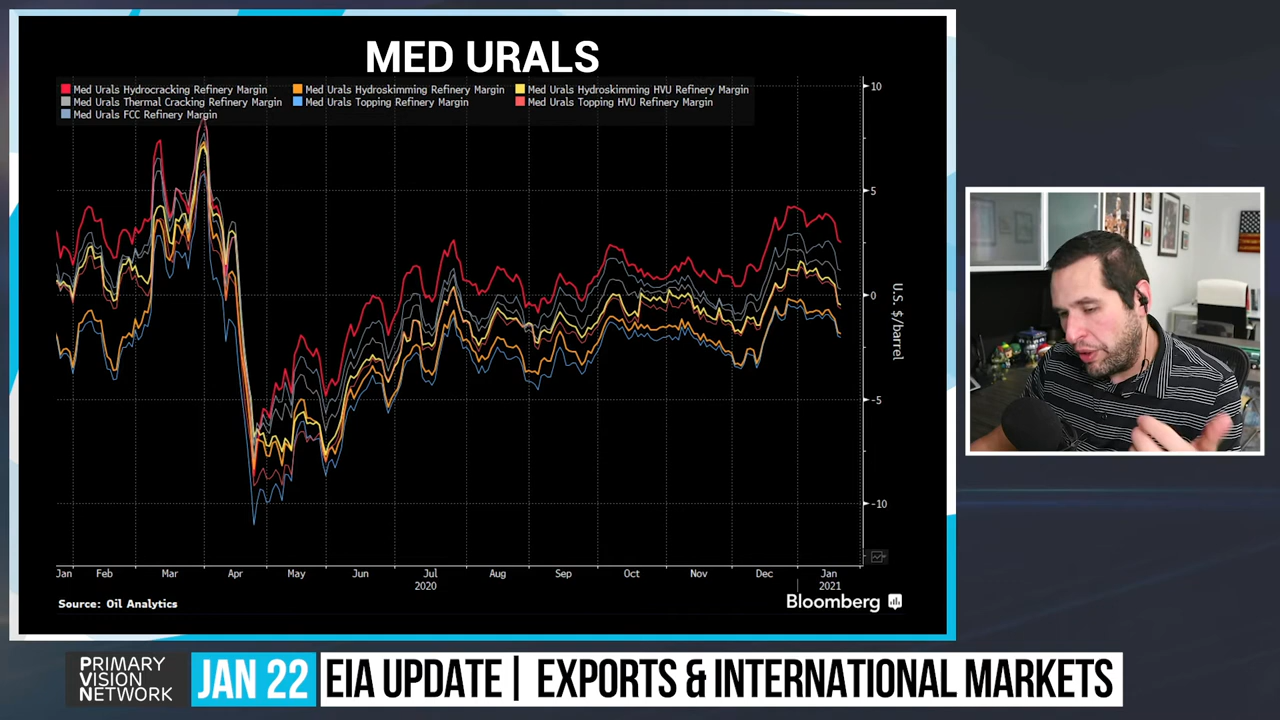 MED URALS
Med Urals Hydrocracking Refinery Margin Med Urals Hydroskimming Refinery Margin Med Urals Hydroskimming HVU Refinery Margin
Med Urals Thermal Cracking Refinery Margin Med Urals Topping Refinery Margin Med Urals Topping HVU Refinery Margin
Med Urals FCC Refinery Margin
10
5
0
-5
-10
U.S. $/barrel
Jan Feb Mar Apr May Jun Jul Aug Sep Oct Nov Dec Jan
2020 2021
Source: Oil Analytics
Bloomberg
PRIMARY
VISION
NETWORK
JAN 22
EIA UPDATE | EXPORTS & INTERNATIONAL MARKETS